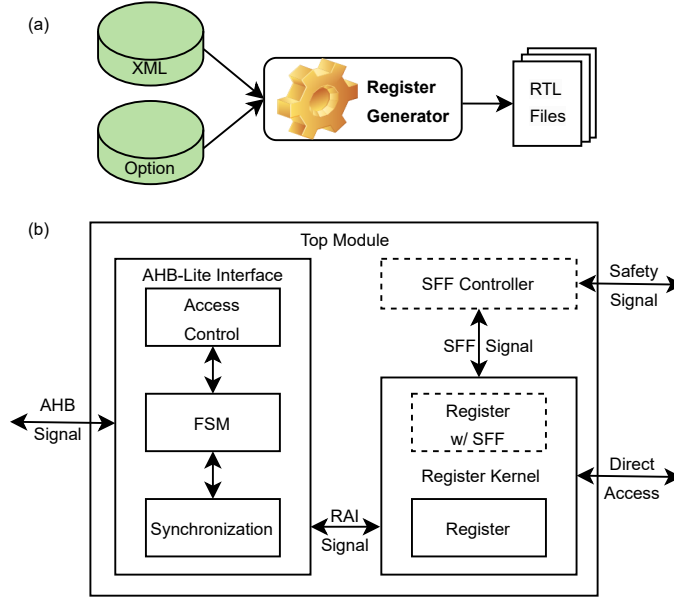 (a)
XML
Option
Register
Generator
RTL
Files
(b)
Top Module
AHB-Lite Interface
Access
Control
FSM
Synchronization
AHB
Signal
RAI
Signal
SFF Controller
Safety
Signal
SFF Signal
Register
w/ SFF
Register Kernel
Register
Direct
Access